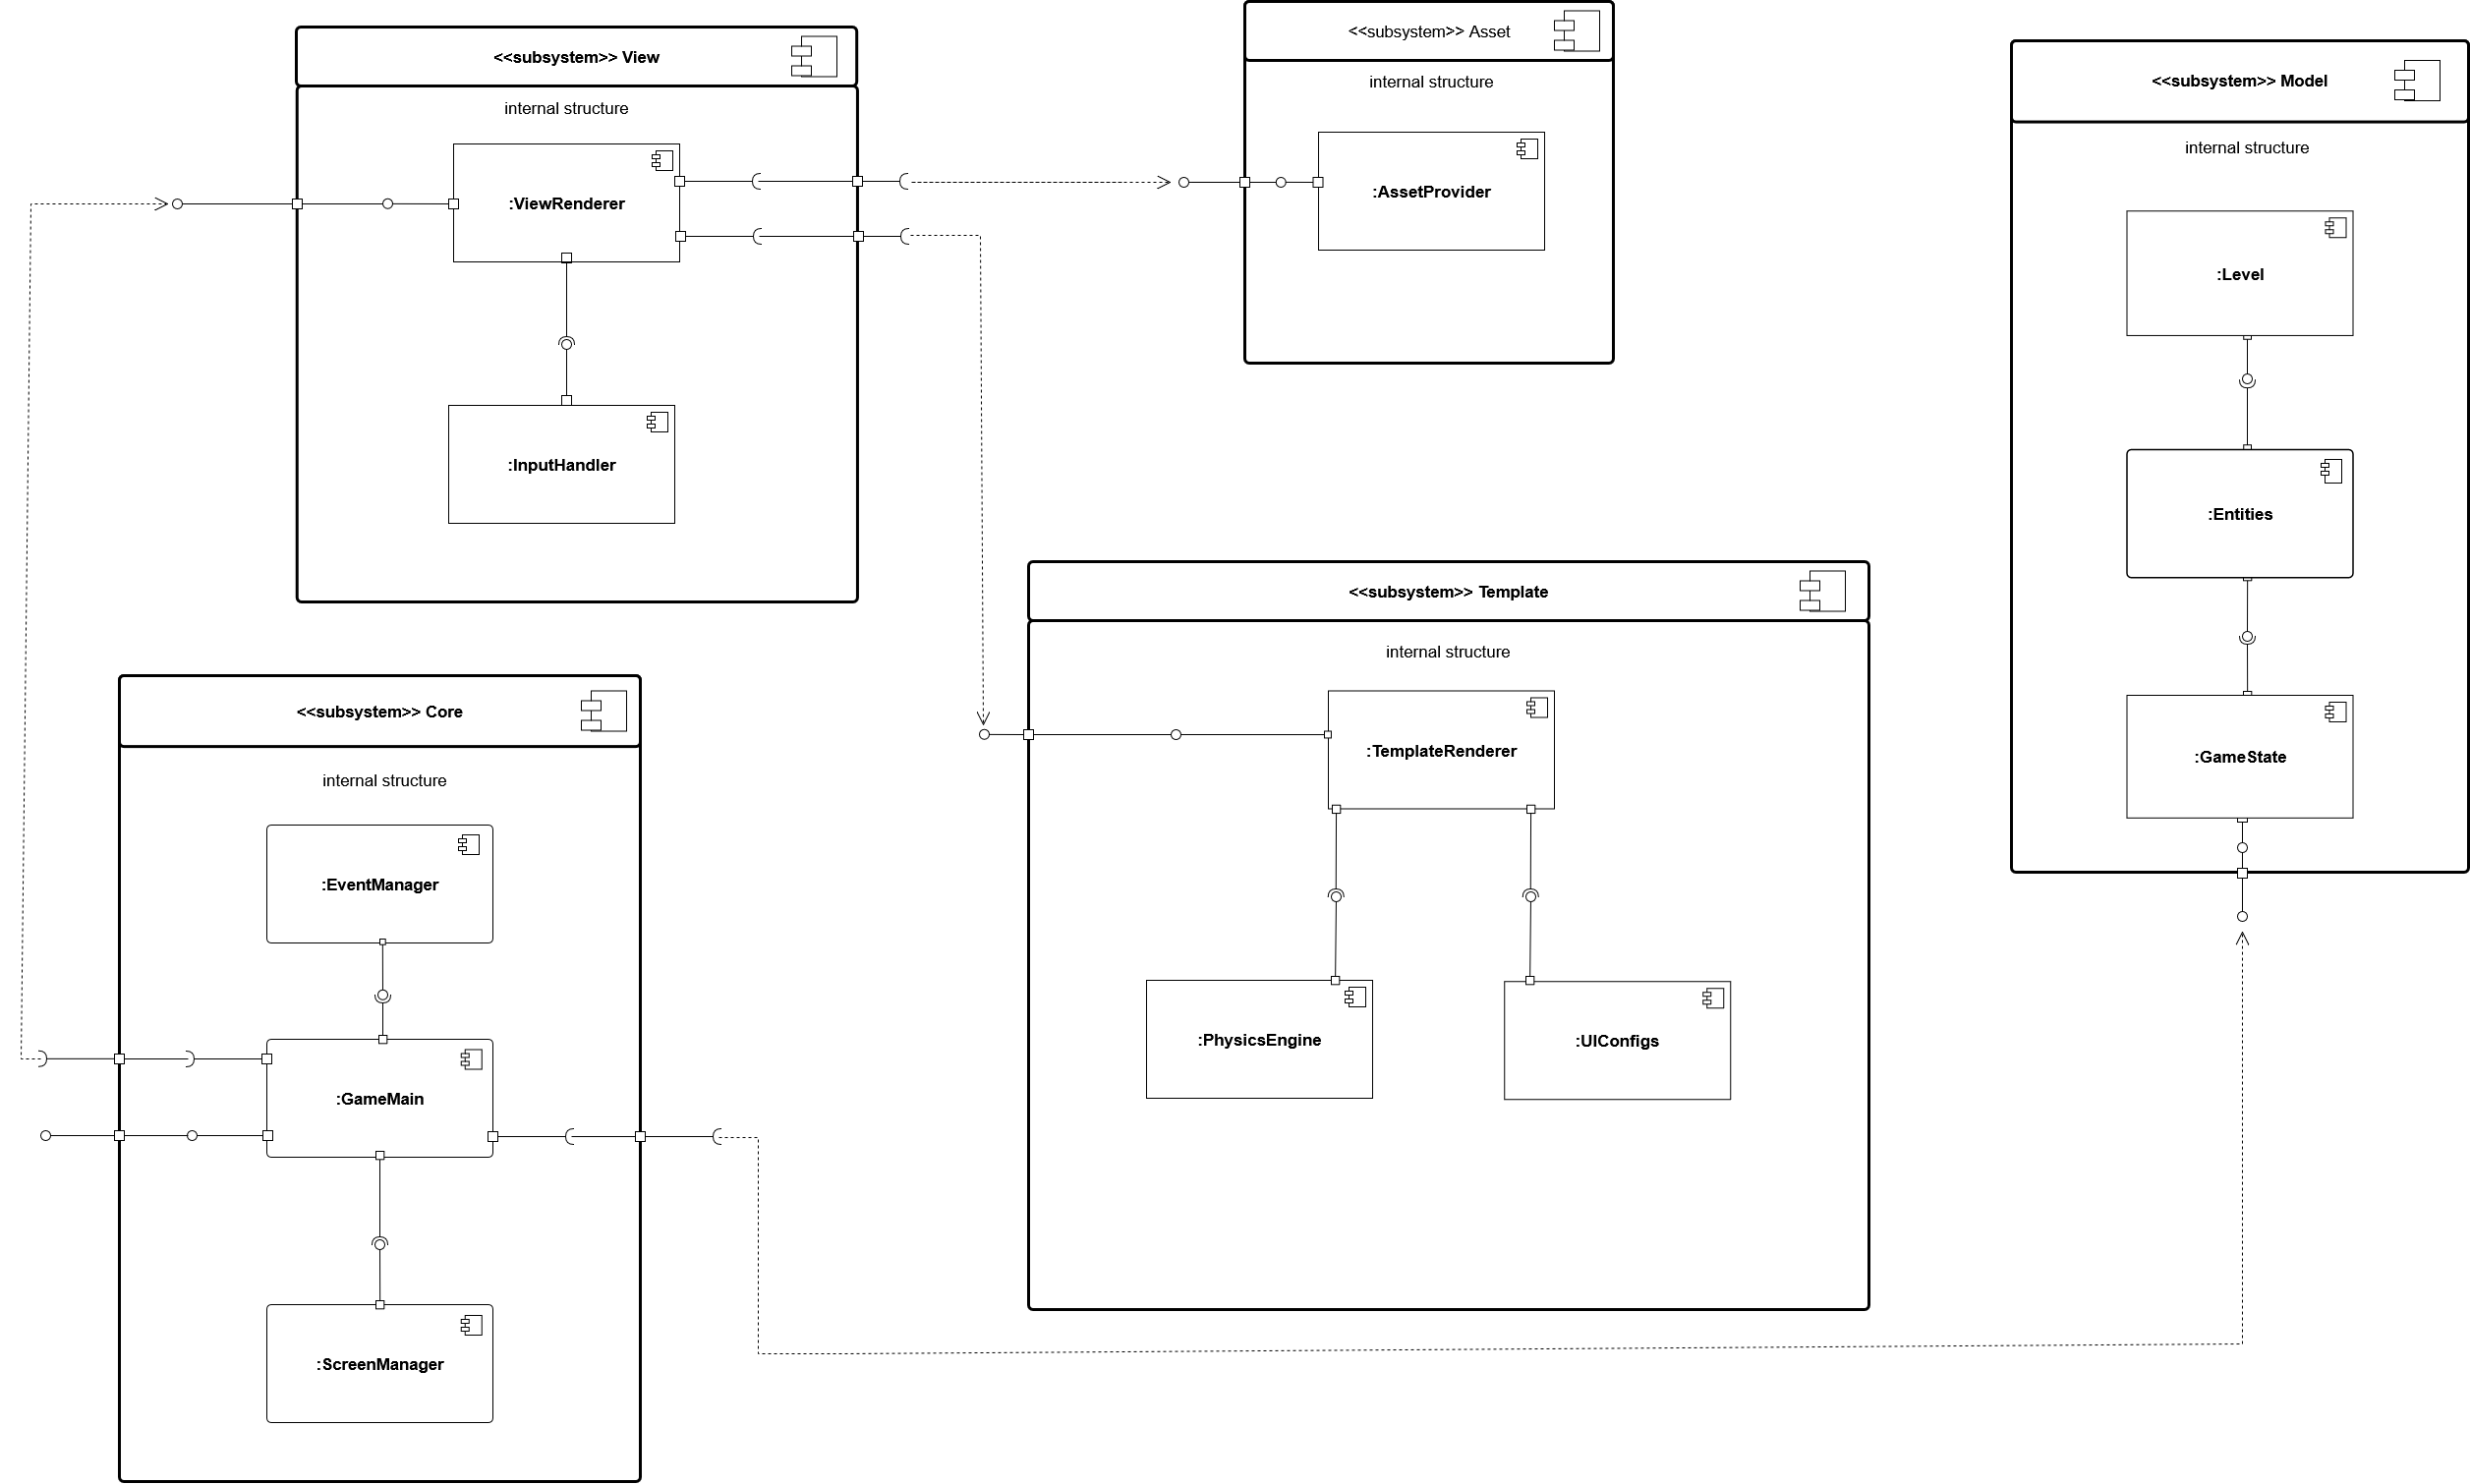 <<subsystem>> View
internal structure
:ViewRenderer
:InputHandler
<<subsystem>> Asset
internal structure
:AssetProvider
<<subsystem>> Model
internal structure
:Level
:Entities
:GameState
<<subsystem>> Template
internal structure
:TemplateRenderer
:PhysicsEngine
:UIConfigs
<<subsystem>> Core
internal structure
:EventManager
:GameMain
:ScreenManager